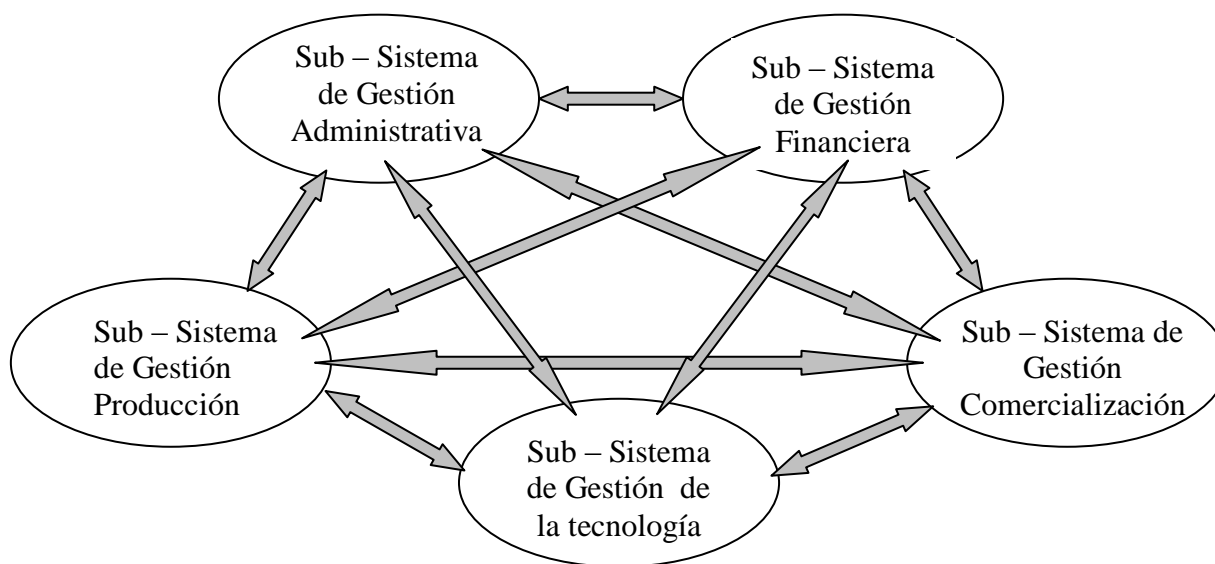 Sub – Sistema
de Gestión
Administrativa
Sub – Sistema
de Gestión
Financiera
Sub – Sistema
de Gestión
Producción
Sub – Sistema de
Gestión
Comercialización
Sub – Sistema
de Gestión de
la tecnología